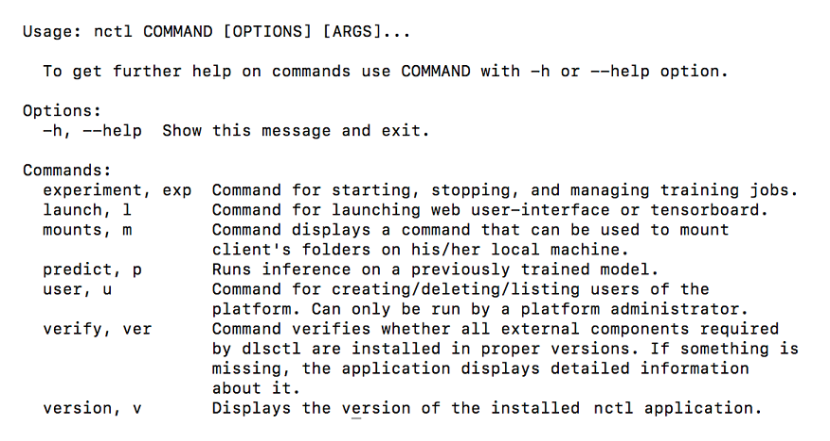 Usage: nctl COMMAND [OPTIONS] [ARGS]...
To get further help on commands use COMMAND with -h or --help option.
Options:
-h, --help  Show this message and exit.
Commands:
experiment, exp  Command for starting, stopping, and managing training jobs.
launch, l        Command for launching web user-interface or tensorboard.
mounts, m        Command displays a command that can be used to mount
client's folders on his/her local machine.
predict, p       Runs inference on a previously trained model.
user, u          Command for creating/deleting/listing users of the
platform. Can only be run by a platform administrator.
verify, ver      Command verifies whether all external components required
by dlsctl are installed in proper versions. If something is
missing, the application displays detailed information
about it.
version, v       Displays the version of the installed nctl application.